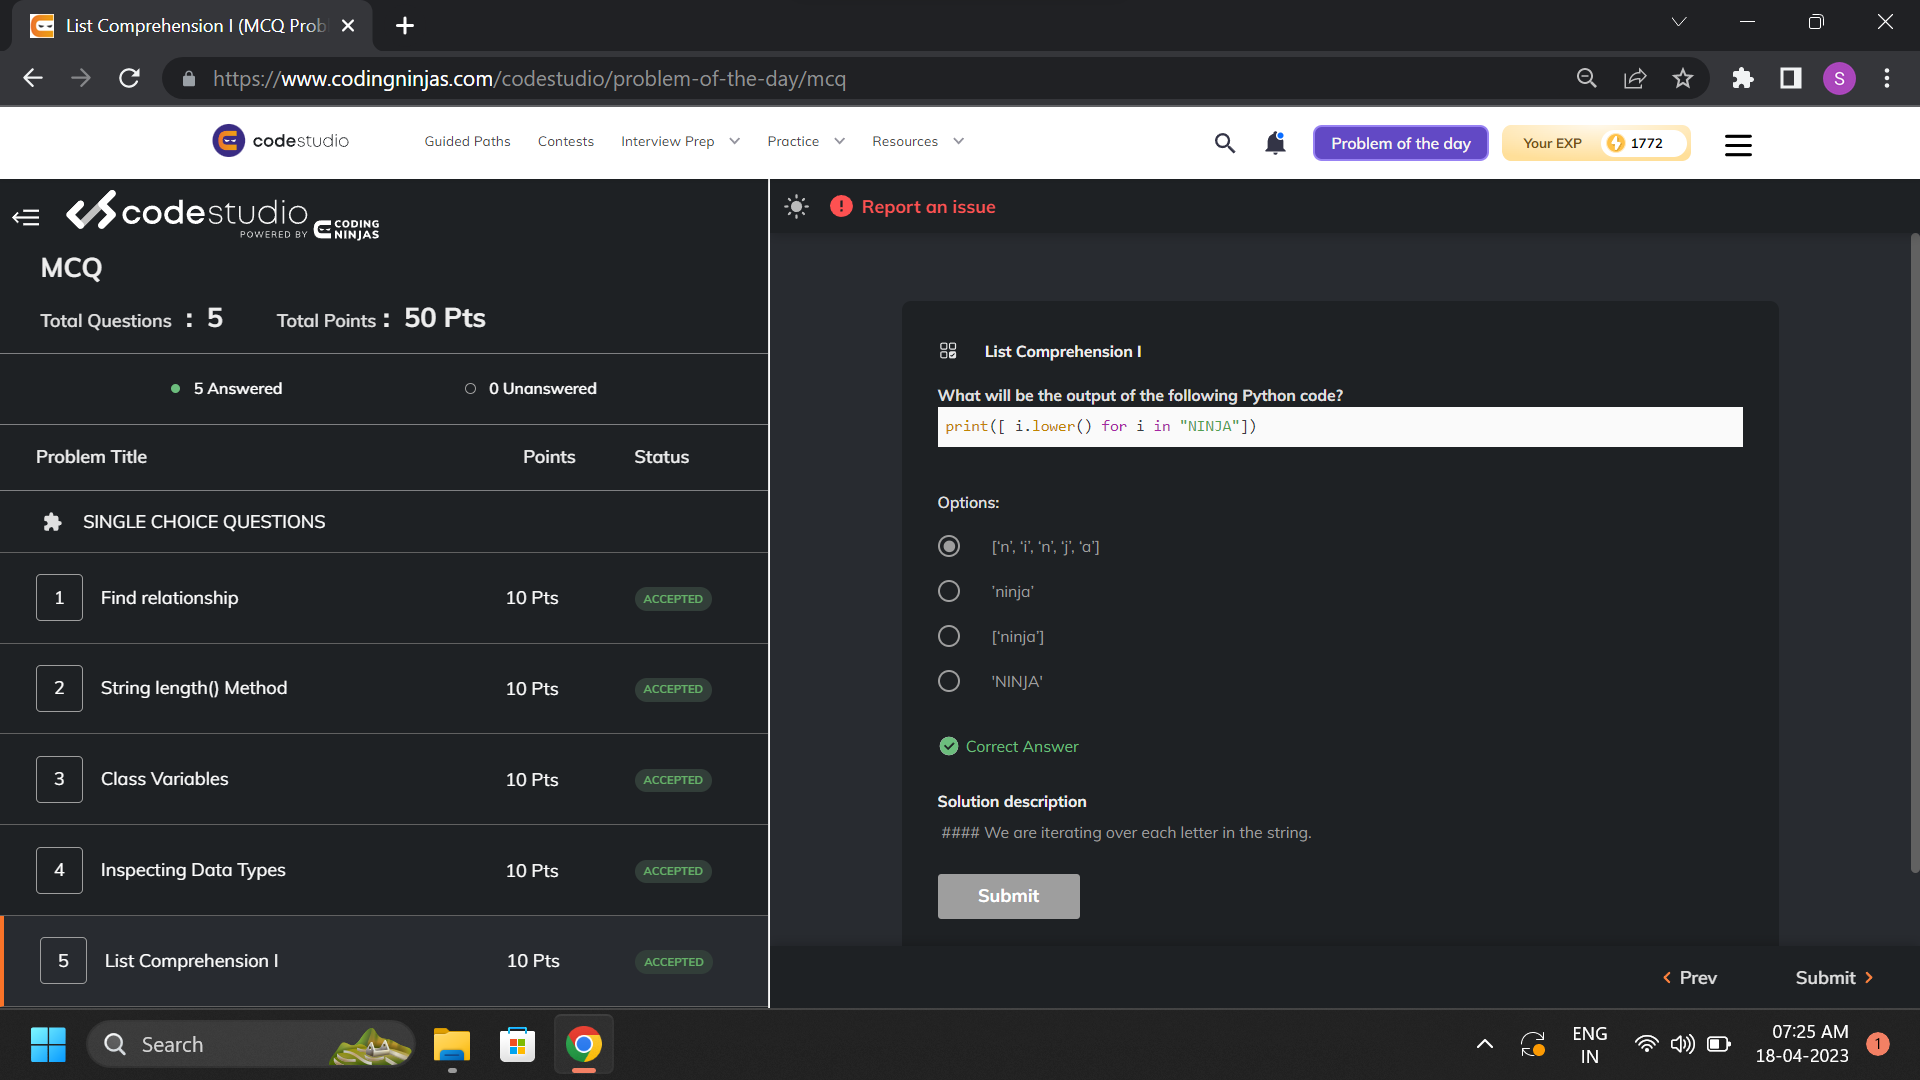 List Comprehension I (MCQ Prob
https://www.codingninjas.com/codestudio/problem-of-the-day/mcq
S
codestudio
Guided Paths
Contests
Interview Prep
Practice
Resources
Problem of the day
Your EXP
1772
codestudio
POWERED BY CODING NINJAS
Report an issue
MCQ
Total Questions : 5
Total Points : 50 Pts
5 Answered
0 Unanswered
Problem Title
Points
Status
SINGLE CHOICE QUESTIONS
1 Find relationship 10 Pts ACCEPTED
2 String length() Method 10 Pts ACCEPTED
3 Class Variables 10 Pts ACCEPTED
4 Inspecting Data Types 10 Pts ACCEPTED
5 List Comprehension I 10 Pts ACCEPTED
List Comprehension I
What will be the output of the following Python code?
print([ i.lower() for i in "NINJA"])
Options:
[‘n’, ‘i’, ‘n’, ‘j’, ‘a’]
’ninja’
[‘ninja’]
'NINJA'
Correct Answer
Solution description
#### We are iterating over each letter in the string.
Submit
Prev
Submit
Search
ENG
IN
07:25 AM
18-04-2023
1